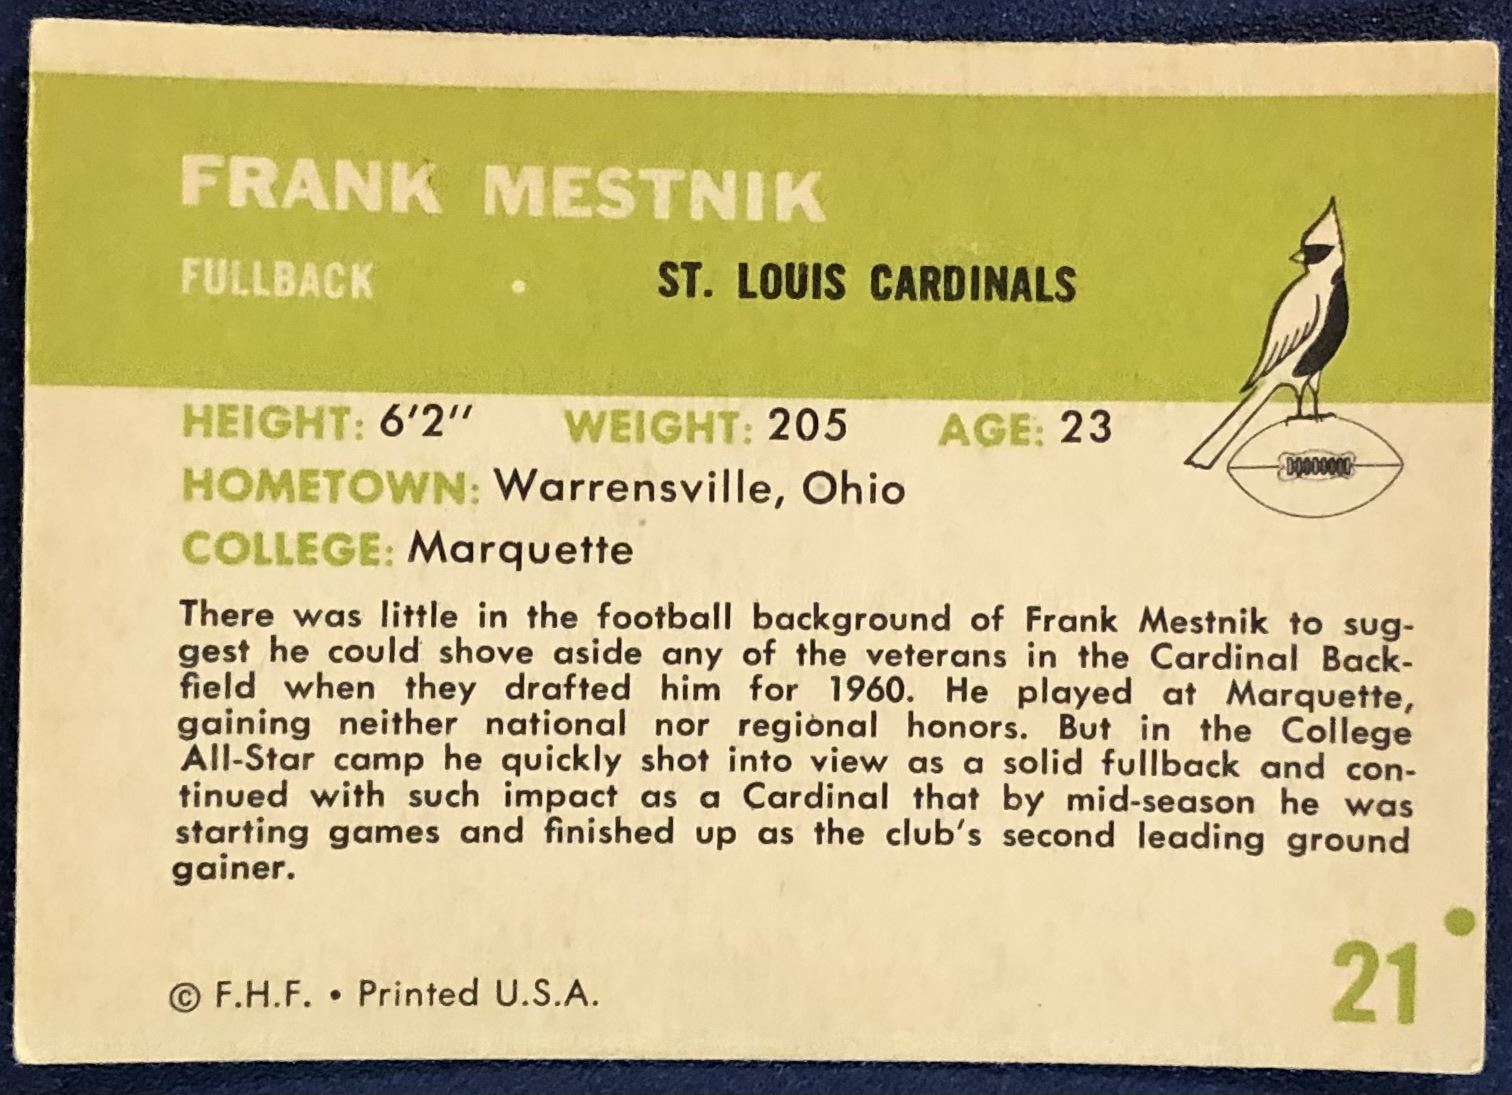 FRANK MESTNIK
FULLBACK • ST. LOUIS CARDINALS
HEIGHT: 6'2" WEIGHT: 205 AGE: 23
HOMETOWN: Warrensville, Ohio
COLLEGE: Marquette
There was little in the football background of Frank Mestnik to sug-
gest he could shove aside any of the veterans in the Cardinal Back-
field when they drafted him for 1960. He played at Marquette,
gaining neither national nor regional honors. But in the College
All-Star camp he quickly shot into view as a solid fullback and con-
tinued with such impact as a Cardinal that by mid-season he was
starting games and finished up as the club's second leading ground
gainer.
© F.H.F. • Printed U.S.A.
21